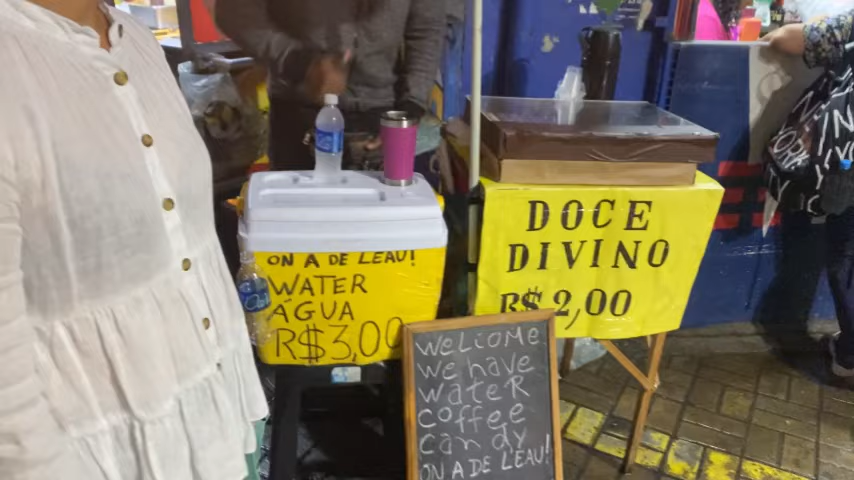 ON A DE LEAU!
WATER
ÁGUA
R$3,00
DOCE
DIVINO
R$2,00
WELCOME
We have
wateR
coffee
candy
ON A DE L'EAU!